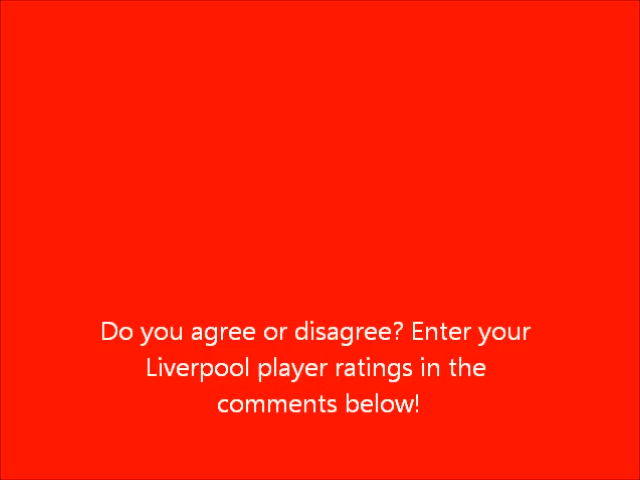 Do you agree or disagree? Enter your
Liverpool player ratings in the
comments below!